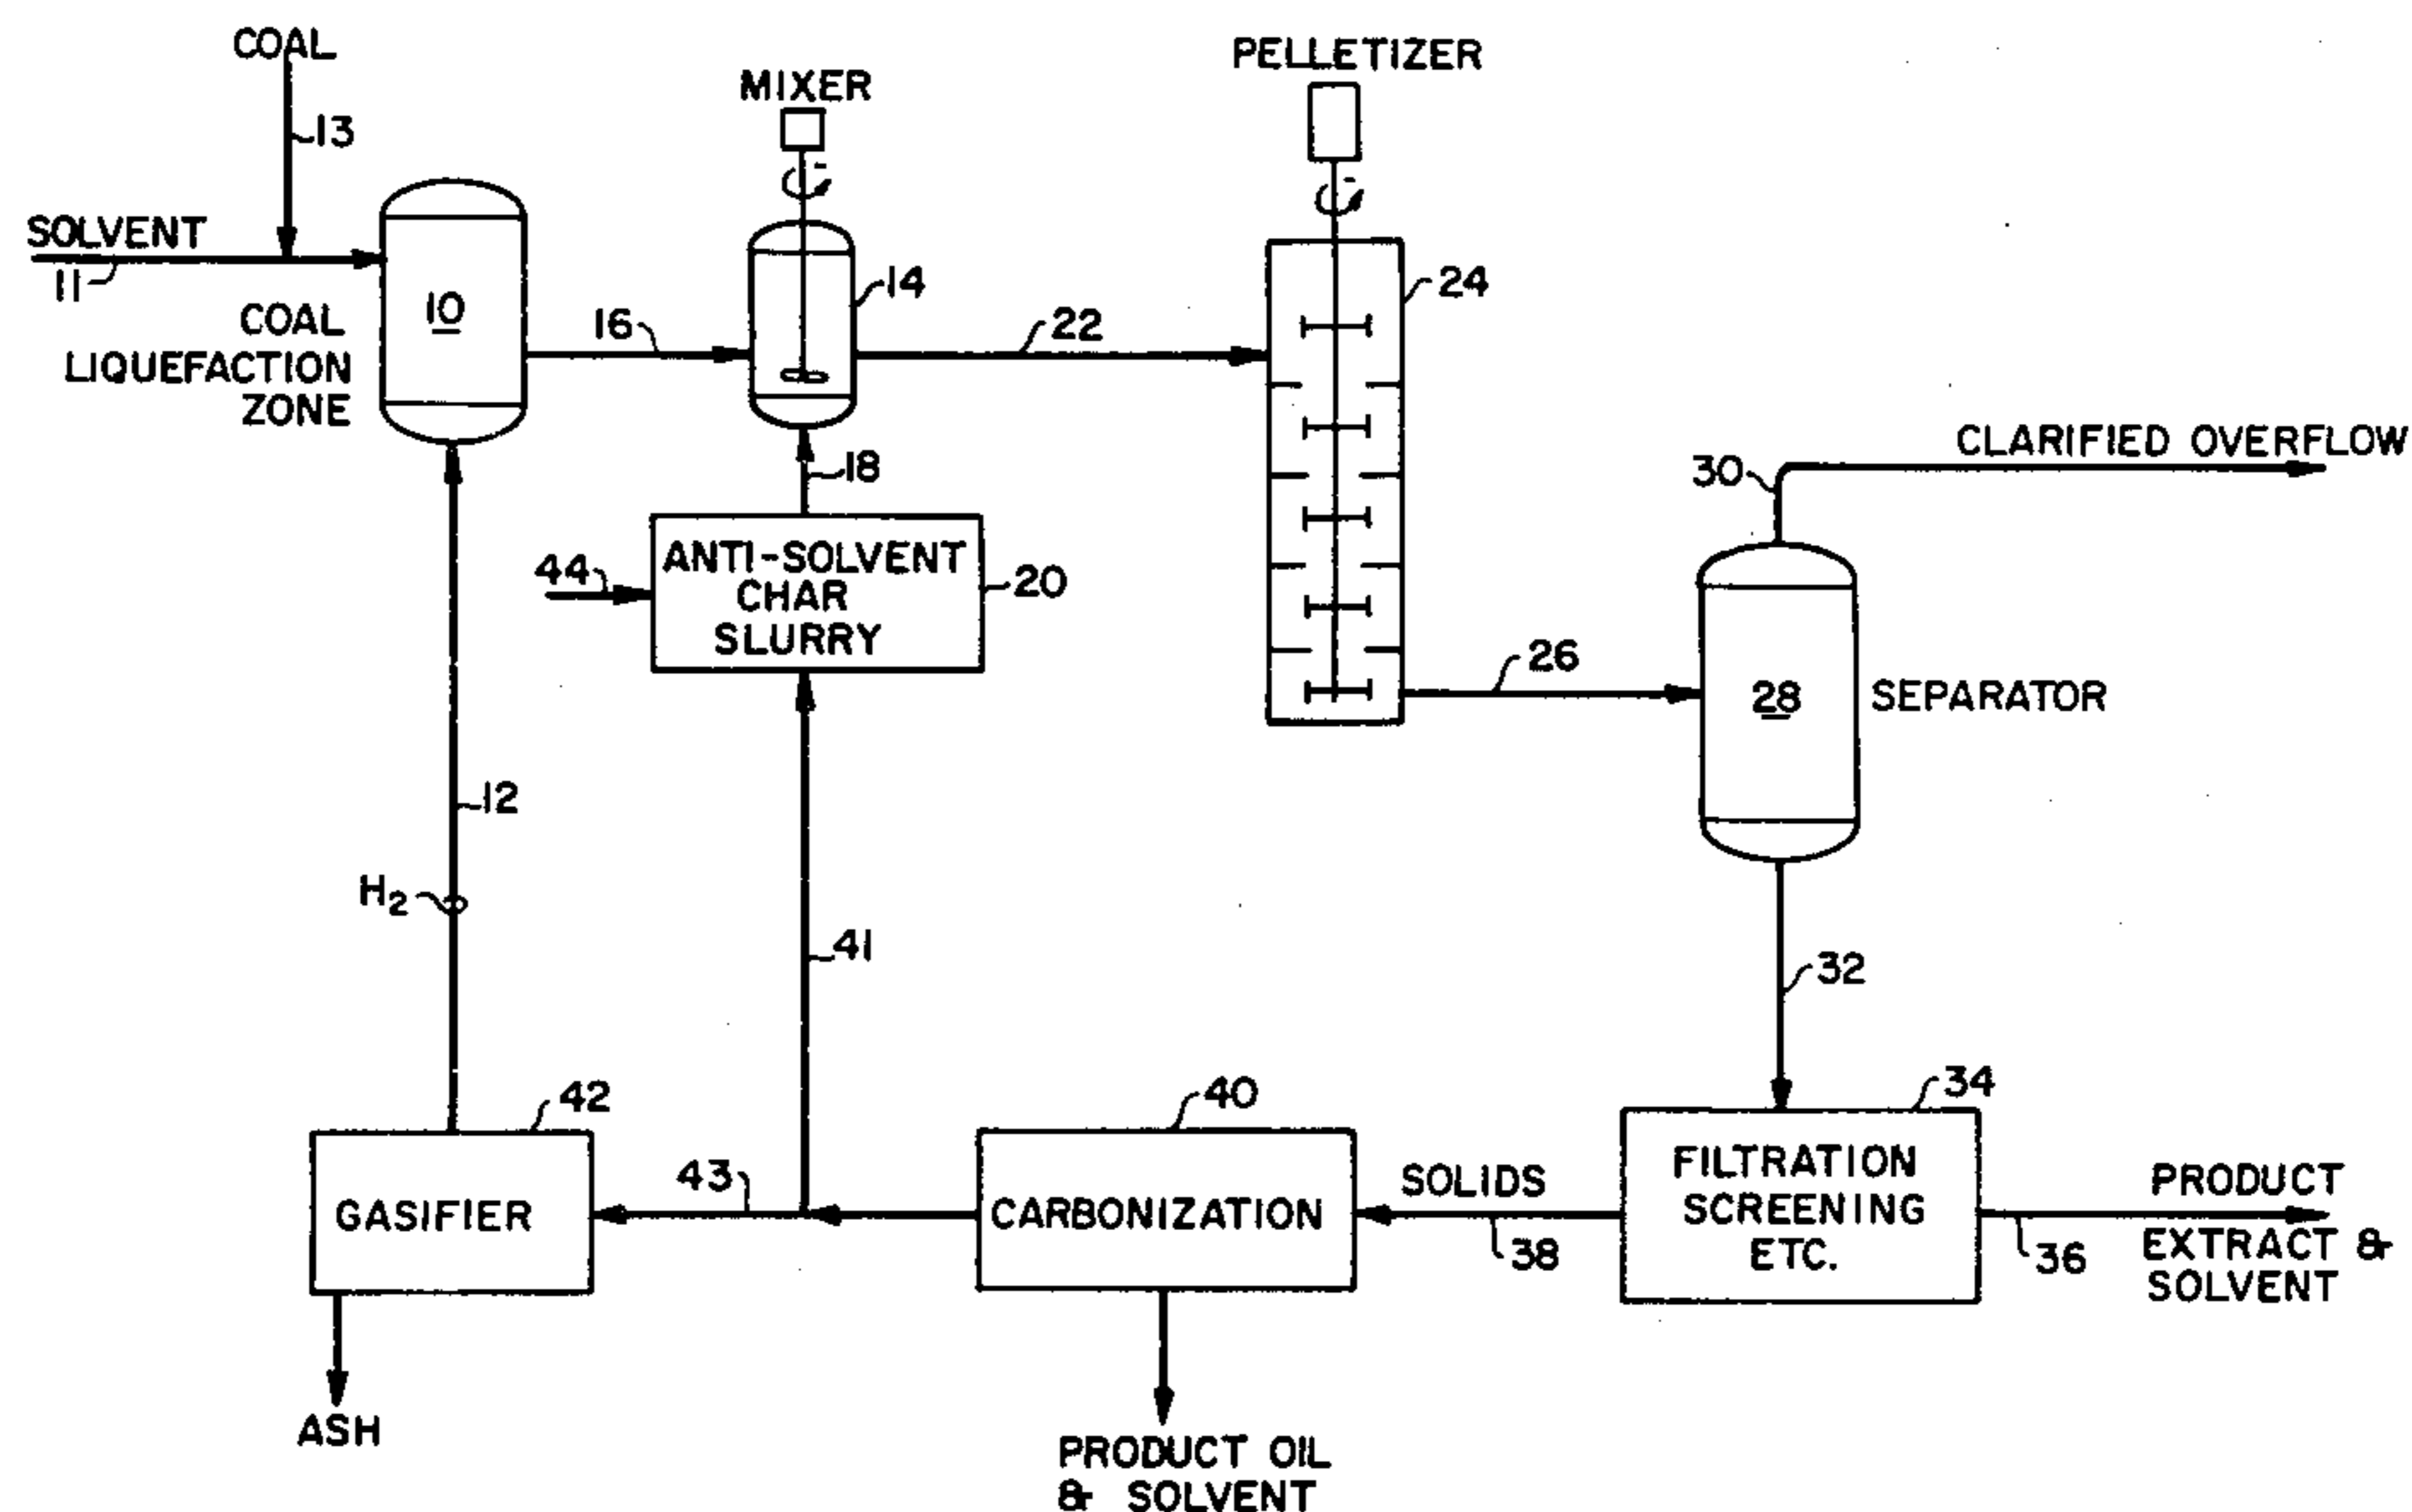 COAL
13
SOLVENT
11
10
COAL
LIQUEFACTION
ZONE
MIXER
14
16
22
PELLETIZER
24
18
44
ANTI-SOLVENT
CHAR
SLURRY
20
26
28
SEPARATOR
30
CLARIFIED OVERFLOW
12
H2
41
32
34
FILTRATION
SCREENING
ETC.
36
PRODUCT
EXTRACT &
SOLVENT
SOLIDS
38
40
CARBONIZATION
PRODUCT OIL
& SOLVENT
43
42
GASIFIER
ASH